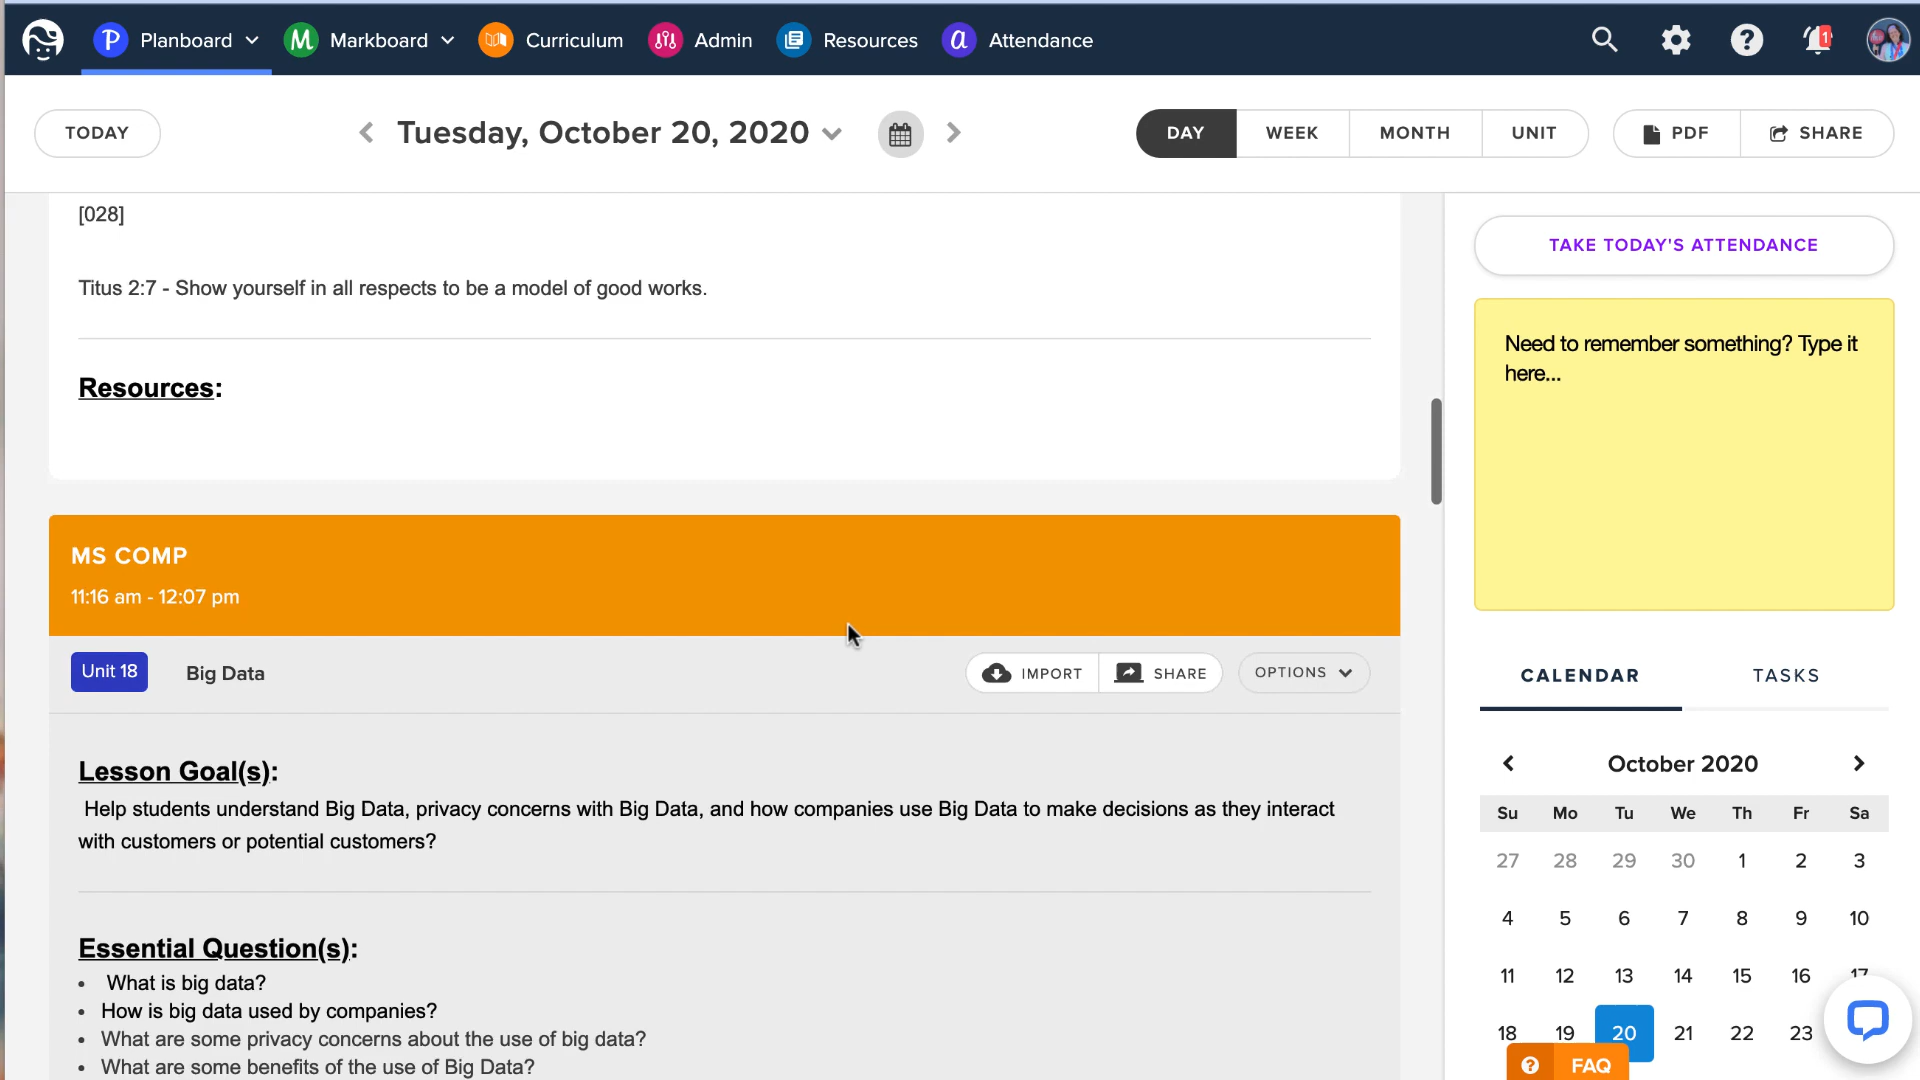 Planboard
Markboard
Curriculum
Admin
Resources
Attendance
1
TODAY
Tuesday, October 20, 2020
DAY
WEEK
MONTH
UNIT
PDF
SHARE
[028]
Titus 2:7 - Show yourself in all respects to be a model of good works.
Resources:
MS COMP
11:16 am - 12:07 pm
Unit 18
Big Data
IMPORT
SHARE
OPTIONS
Lesson Goal(s):
Help students understand Big Data, privacy concerns with Big Data, and how companies use Big Data to make decisions as they interact
with customers or potential customers?
Essential Question(s):
• What is big data?
• How is big data used by companies?
• What are some privacy concerns about the use of big data?
• What are some benefits of the use of Big Data?
TAKE TODAY'S ATTENDANCE
Need to remember something? Type it
here...
CALENDAR
TASKS
October 2020
Su Mo Tu We Th Fr Sa
27 28 29 30 1 2 3
4 5 6 7 8 9 10
11 12 13 14 15 16 17
18 19 20 21 22 23
? FAQ